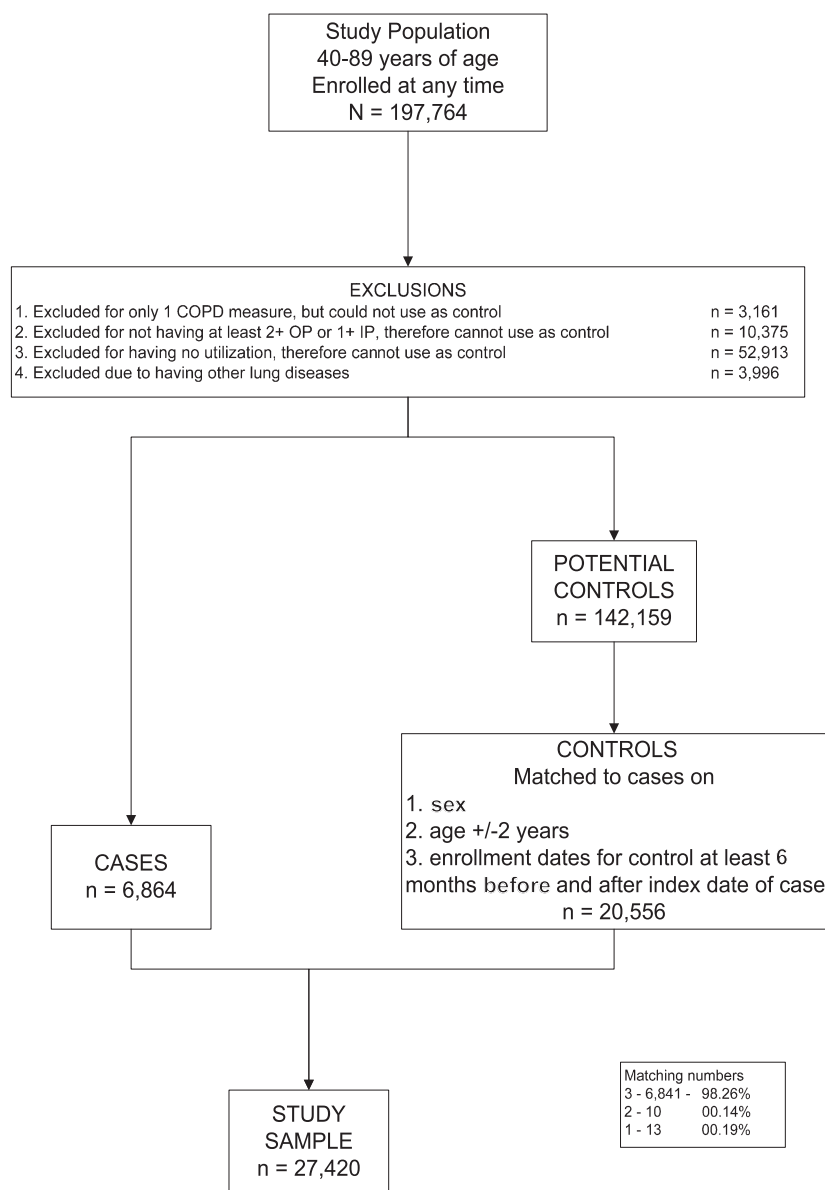 Study Population
40-89 years of age
Enrolled at any time
N = 197,764
EXCLUSIONS
1. Excluded for only 1 COPD measure, but could not use as control n = 3,161
2. Excluded for not having at least 2+ OP or 1+ IP, therefore cannot use as control n = 10,375
3. Excluded for having no utilization, therefore cannot use as control n = 52,913
4. Excluded due to having other lung diseases n = 3,996
POTENTIAL
CONTROLS
n = 142,159
CONTROLS
Matched to cases on
1. sex
2. age +/-2 years
3. enrollment dates for control at least 6
months before and after index date of case
n = 20,556
CASES
n = 6,864
STUDY
SAMPLE
n = 27,420
Matching numbers
3 - 6,841 - 98.26%
2 - 10 00.14%
1 - 13 00.19%